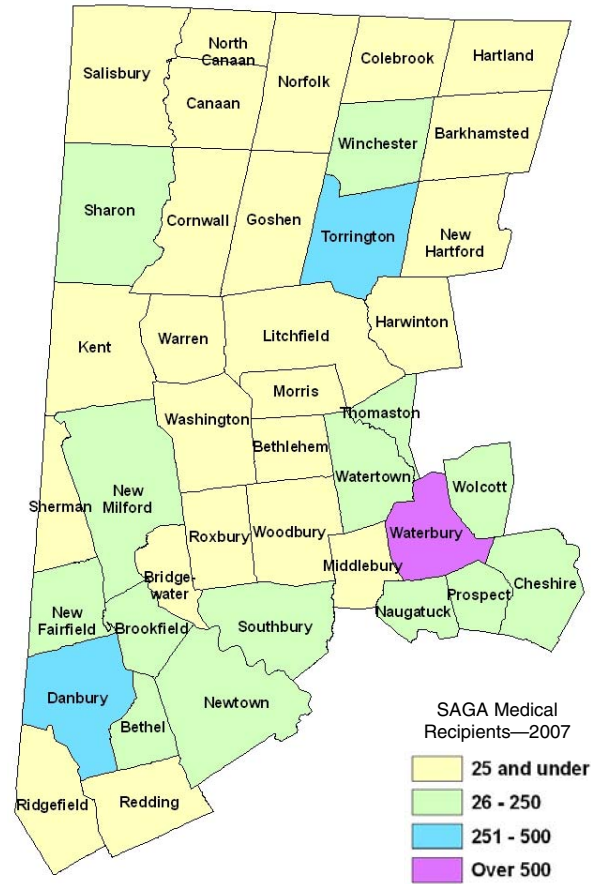 North
Canaan
Salisbury
Colebrook
Hartland
Norfolk
Canaan
Winchester
Barkhamsted
Sharon
Cornwall
Goshen
Torrington
New
Hartford
Kent
Warren
Litchfield
Harwinton
Morris
Washington
Thomaston
Bethlehem
Watertown
Wolcott
Sherman
New
Milford
Roxbury
Woodbury
Waterbury
Middlebury
Bridge-
water
Cheshire
Prospect
Naugatuck
New
Fairfield
Brookfield
Southbury
Danbury
Newtown
Bethel
Ridgefield
Redding
SAGA Medical
Recipients—2007
25 and under
26 - 250
251 - 500
Over 500